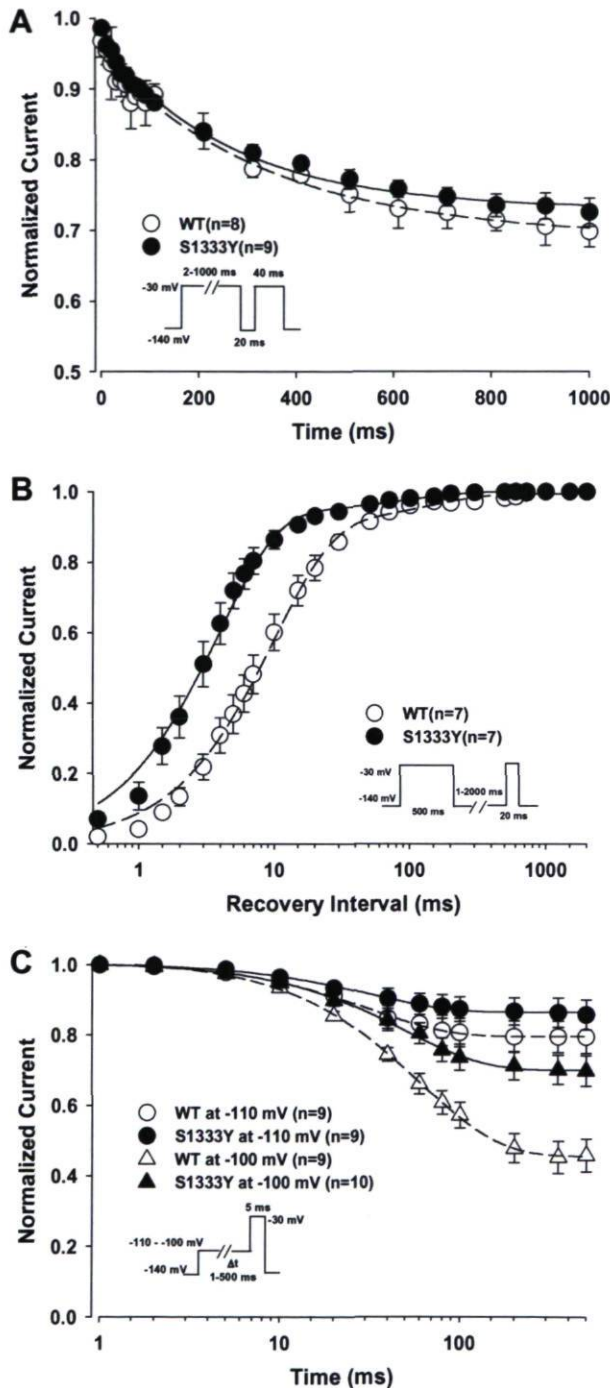 A
Normalized Current
1.0
0.9
0.8
0.7
0.6
0.5
WT(n=8)
S1333Y(n=9)
2-1000 ms
40 ms
-30 mV
-140 mV
20 ms
0
200
400
600
800
1000
Time (ms)
B
Normalized Current
1.0
0.8
0.6
0.4
0.2
0.0
WT(n=7)
S1333Y(n=7)
-30 mV
-140 mV
1-2000 ms
500 ms
20 ms
1
10
100
1000
Recovery Interval (ms)
C
Normalized Current
1.0
0.8
0.6
0.4
0.2
0.0
WT at -110 mV (n=9)
S1333Y at -110 mV (n=9)
WT at -100 mV (n=9)
S1333Y at -100 mV (n=10)
5 ms
-30 mV
-110 - -100 mV
-140 mV
Δt
1-500 ms
1
10
100
Time (ms)